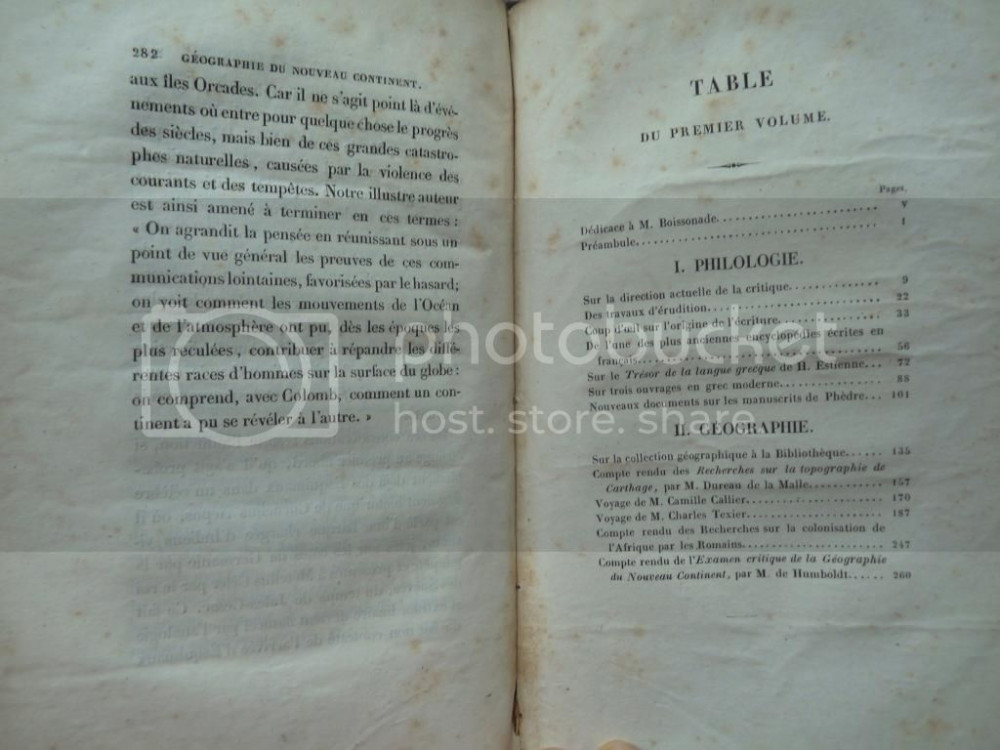 282 GÉOGRAPHIE DU NOUVEAU CONTINENT.
aux îles Orcades. Car il ne s'agit point là d'évé-
nements où entre pour quelque chose le progrès
des siècles, mais bien de ces grandes catastro-
phes naturelles, causées par la violence des
courants et des tempêtes. Notre illustre auteur
est ainsi amené à terminer en ces termes :
« On agrandit la pensée en réunissant sous un
point de vue général les preuves de ces com-
munications lointaines, favorisées par le hasard;
on voit comment les mouvements de l'Océan
et de l'atmosphère ont pu, dès les époques les
plus reculées, contribuer à répandre les diffé-
rentes races d'hommes sur la surface du globe :
on comprend, avec Colomb, comment un con-
tinent a pu se révéler à l'autre. »
TABLE
DU PREMIER VOLUME.
Pages.
Dédicace à M. Boissonade. v
Préambule. 1
I. PHILOLOGIE.
Sur la direction actuelle de la critique. 9
Des travaux d'érudition. 22
Coup d'œil sur l'origine de l'écriture. 33
De l'une des plus anciennes encyclopédies écrites en
français. 56
Sur le Trésor de la langue grecque de H. Estienne. 72
Sur trois ouvrages en grec moderne. 88
Nouveaux documents sur les manuscrits de Phèdre. 101
II. GÉOGRAPHIE.
Sur la collection géographique à la Bibliothèque. 135
Compte rendu des Recherches sur la topographie de
Carthage, par M. Dureau de la Malle. 157
Voyage de M. Camille Callier. 170
Voyage de M. Charles Texier. 187
Compte rendu des Recherches sur la colonisation de
l'Afrique par les Romains. 247
Compte rendu de l'Examen critique de la Géographie
du Nouveau Continent, par M. de Humboldt. 260
photobucket
host. store. share.